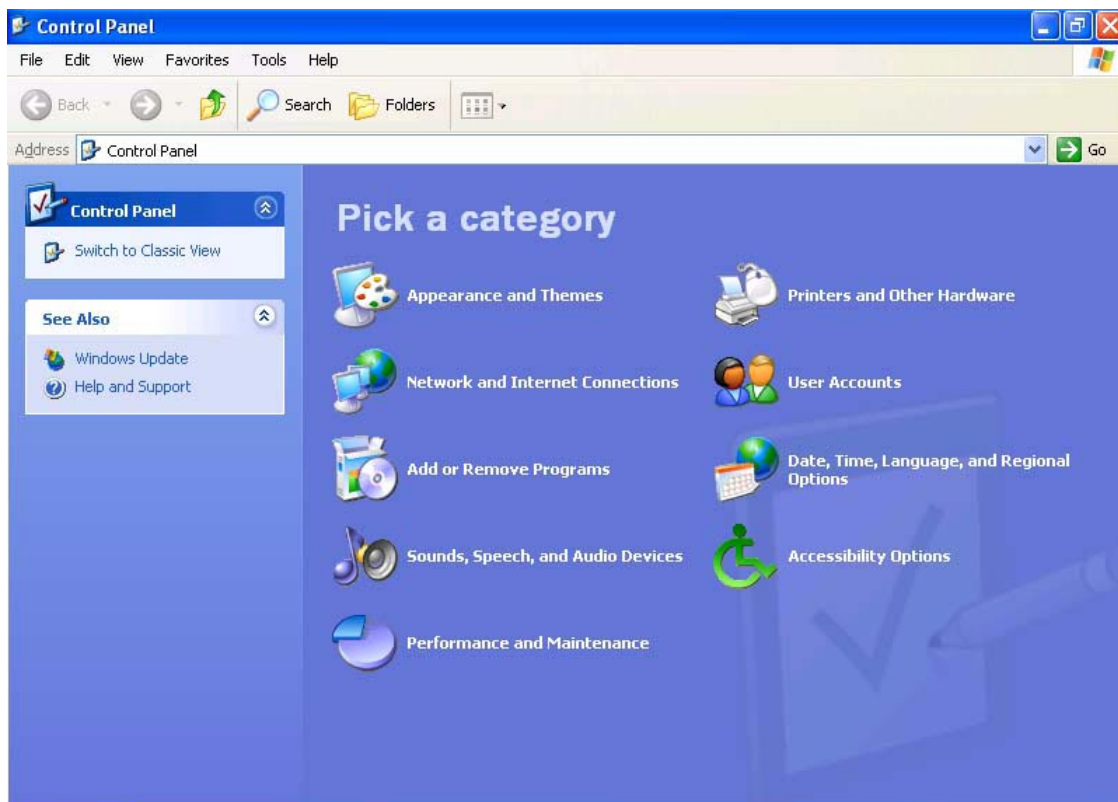 Control Panel
File Edit View Favorites Tools Help
Back Search Folders
Address Control Panel Go
Control Panel
Switch to Classic View
See Also
Windows Update
Help and Support
Pick a category
Appearance and Themes
Printers and Other Hardware
Network and Internet Connections
User Accounts
Add or Remove Programs
Date, Time, Language, and Regional
Options
Sounds, Speech, and Audio Devices
Accessibility Options
Performance and Maintenance